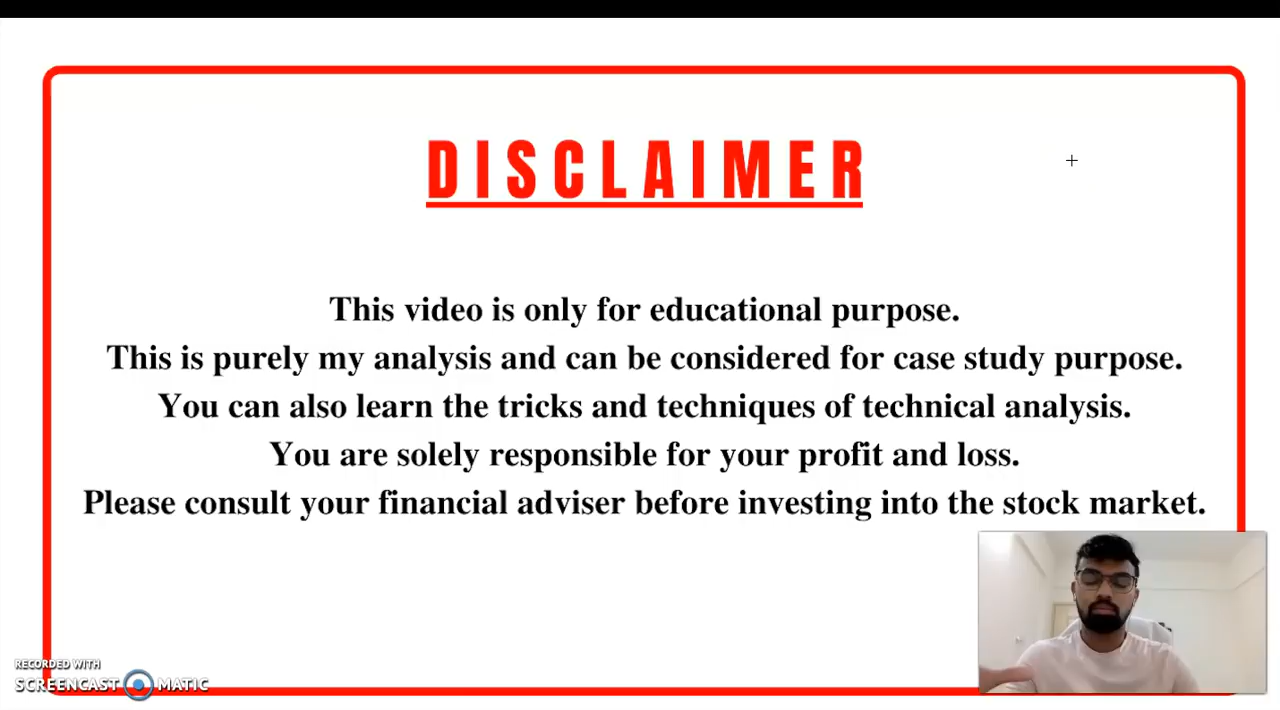 DISCLAIMER
This video is only for educational purpose.
This is purely my analysis and can be considered for case study purpose.
You can also learn the tricks and techniques of technical analysis.
You are solely responsible for your profit and loss.
Please consult your financial adviser before investing into the stock market.
RECORDED WITH
SCREENCAST MATIC